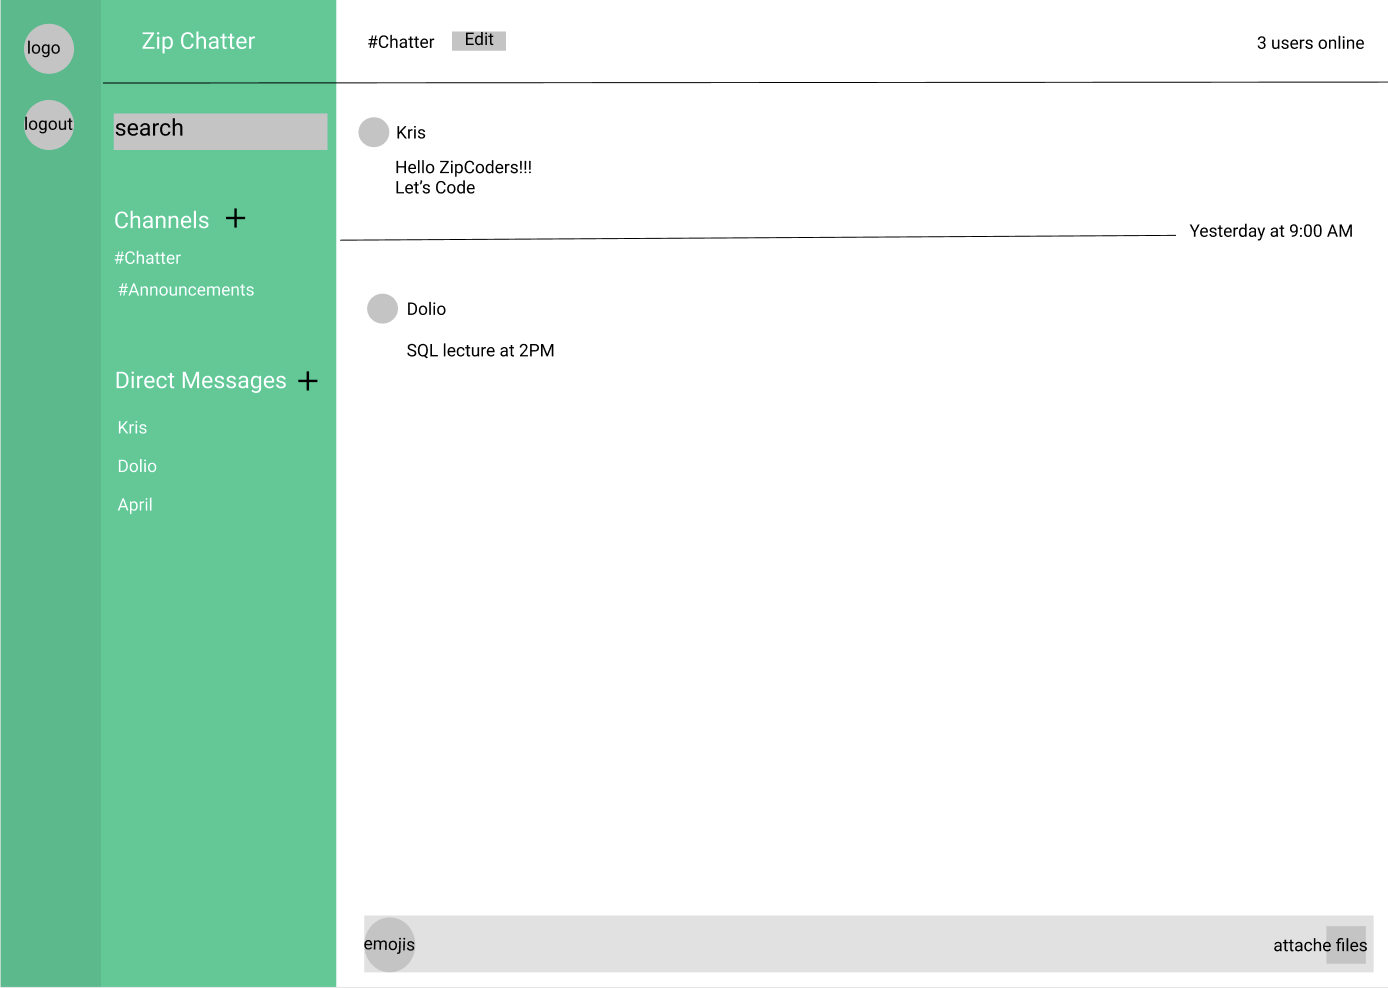 logo
logout
Zip Chatter
search
Channels +
#Chatter
#Announcements
Direct Messages +
Kris
Dolio
April
#Chatter
Edit
3 users online
Kris
Hello ZipCoders!!!
Let's Code
Yesterday at 9:00 AM
Dolio
SQL lecture at 2PM
emojis
attache files